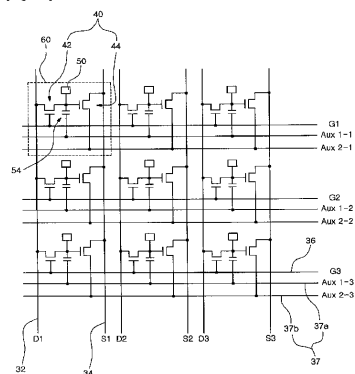 40
60
42
50
44
54
G1
Aux 1-1
Aux 2-1
G2
Aux 1-2
Aux 2-2
36
G3
Aux 1-3
Aux 2-3
37b
37a
37
32
D1
34
S1
D2
S2
D3
S3